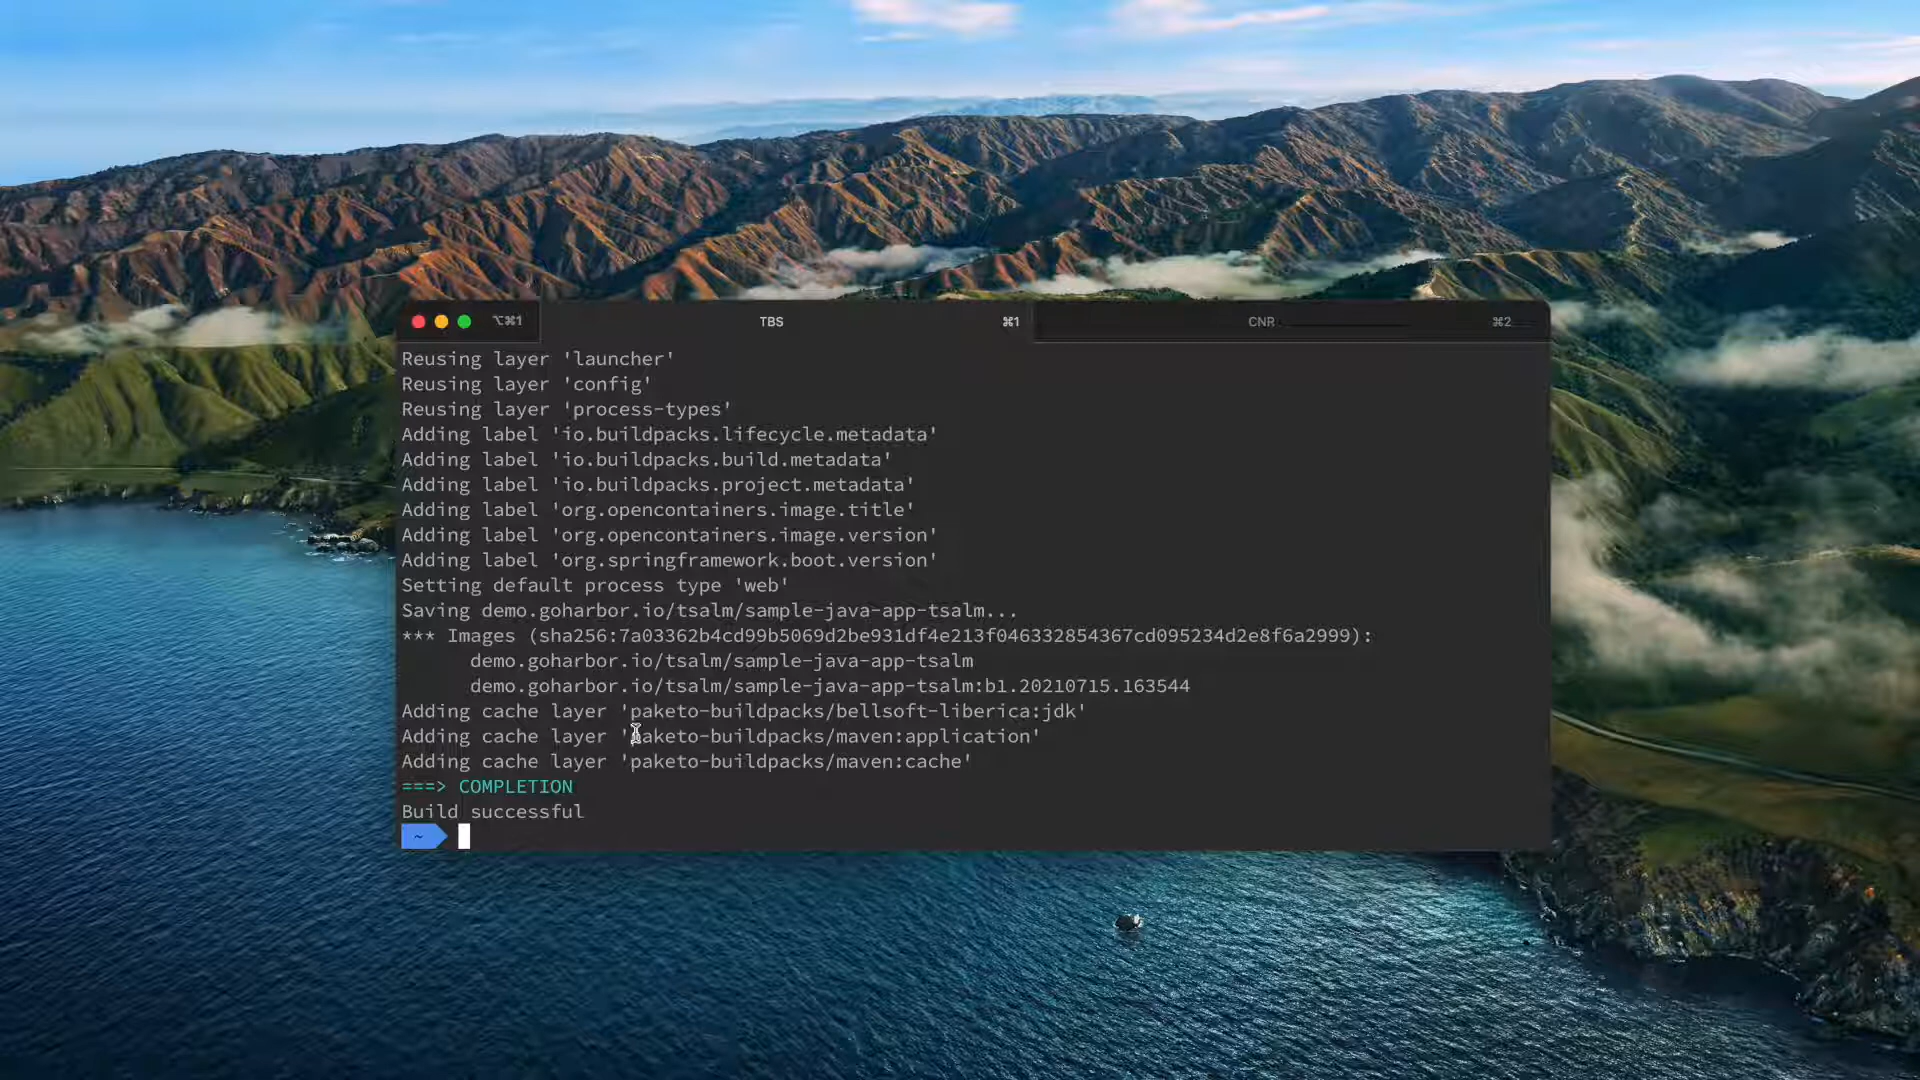 ⌥⌘1
TBS
⌘1
CNR
⌘2
Reusing layer 'launcher'
Reusing layer 'config'
Reusing layer 'process-types'
Adding label 'io.buildpacks.lifecycle.metadata'
Adding label 'io.buildpacks.build.metadata'
Adding label 'io.buildpacks.project.metadata'
Adding label 'org.opencontainers.image.title'
Adding label 'org.opencontainers.image.version'
Adding label 'org.springframework.boot.version'
Setting default process type 'web'
Saving demo.goharbor.io/tsalm/sample-java-app-tsalm...
*** Images (sha256:7a03362b4cd99b5069d2be931df4e213f046332854367cd095234d2e8f6a2999):
demo.goharbor.io/tsalm/sample-java-app-tsalm
demo.goharbor.io/tsalm/sample-java-app-tsalm:b1.20210715.163544
Adding cache layer 'paketo-buildpacks/bellsoft-liberica:jdk'
Adding cache layer 'paketo-buildpacks/maven:application'
Adding cache layer 'paketo-buildpacks/maven:cache'
===> COMPLETION
Build successful
~